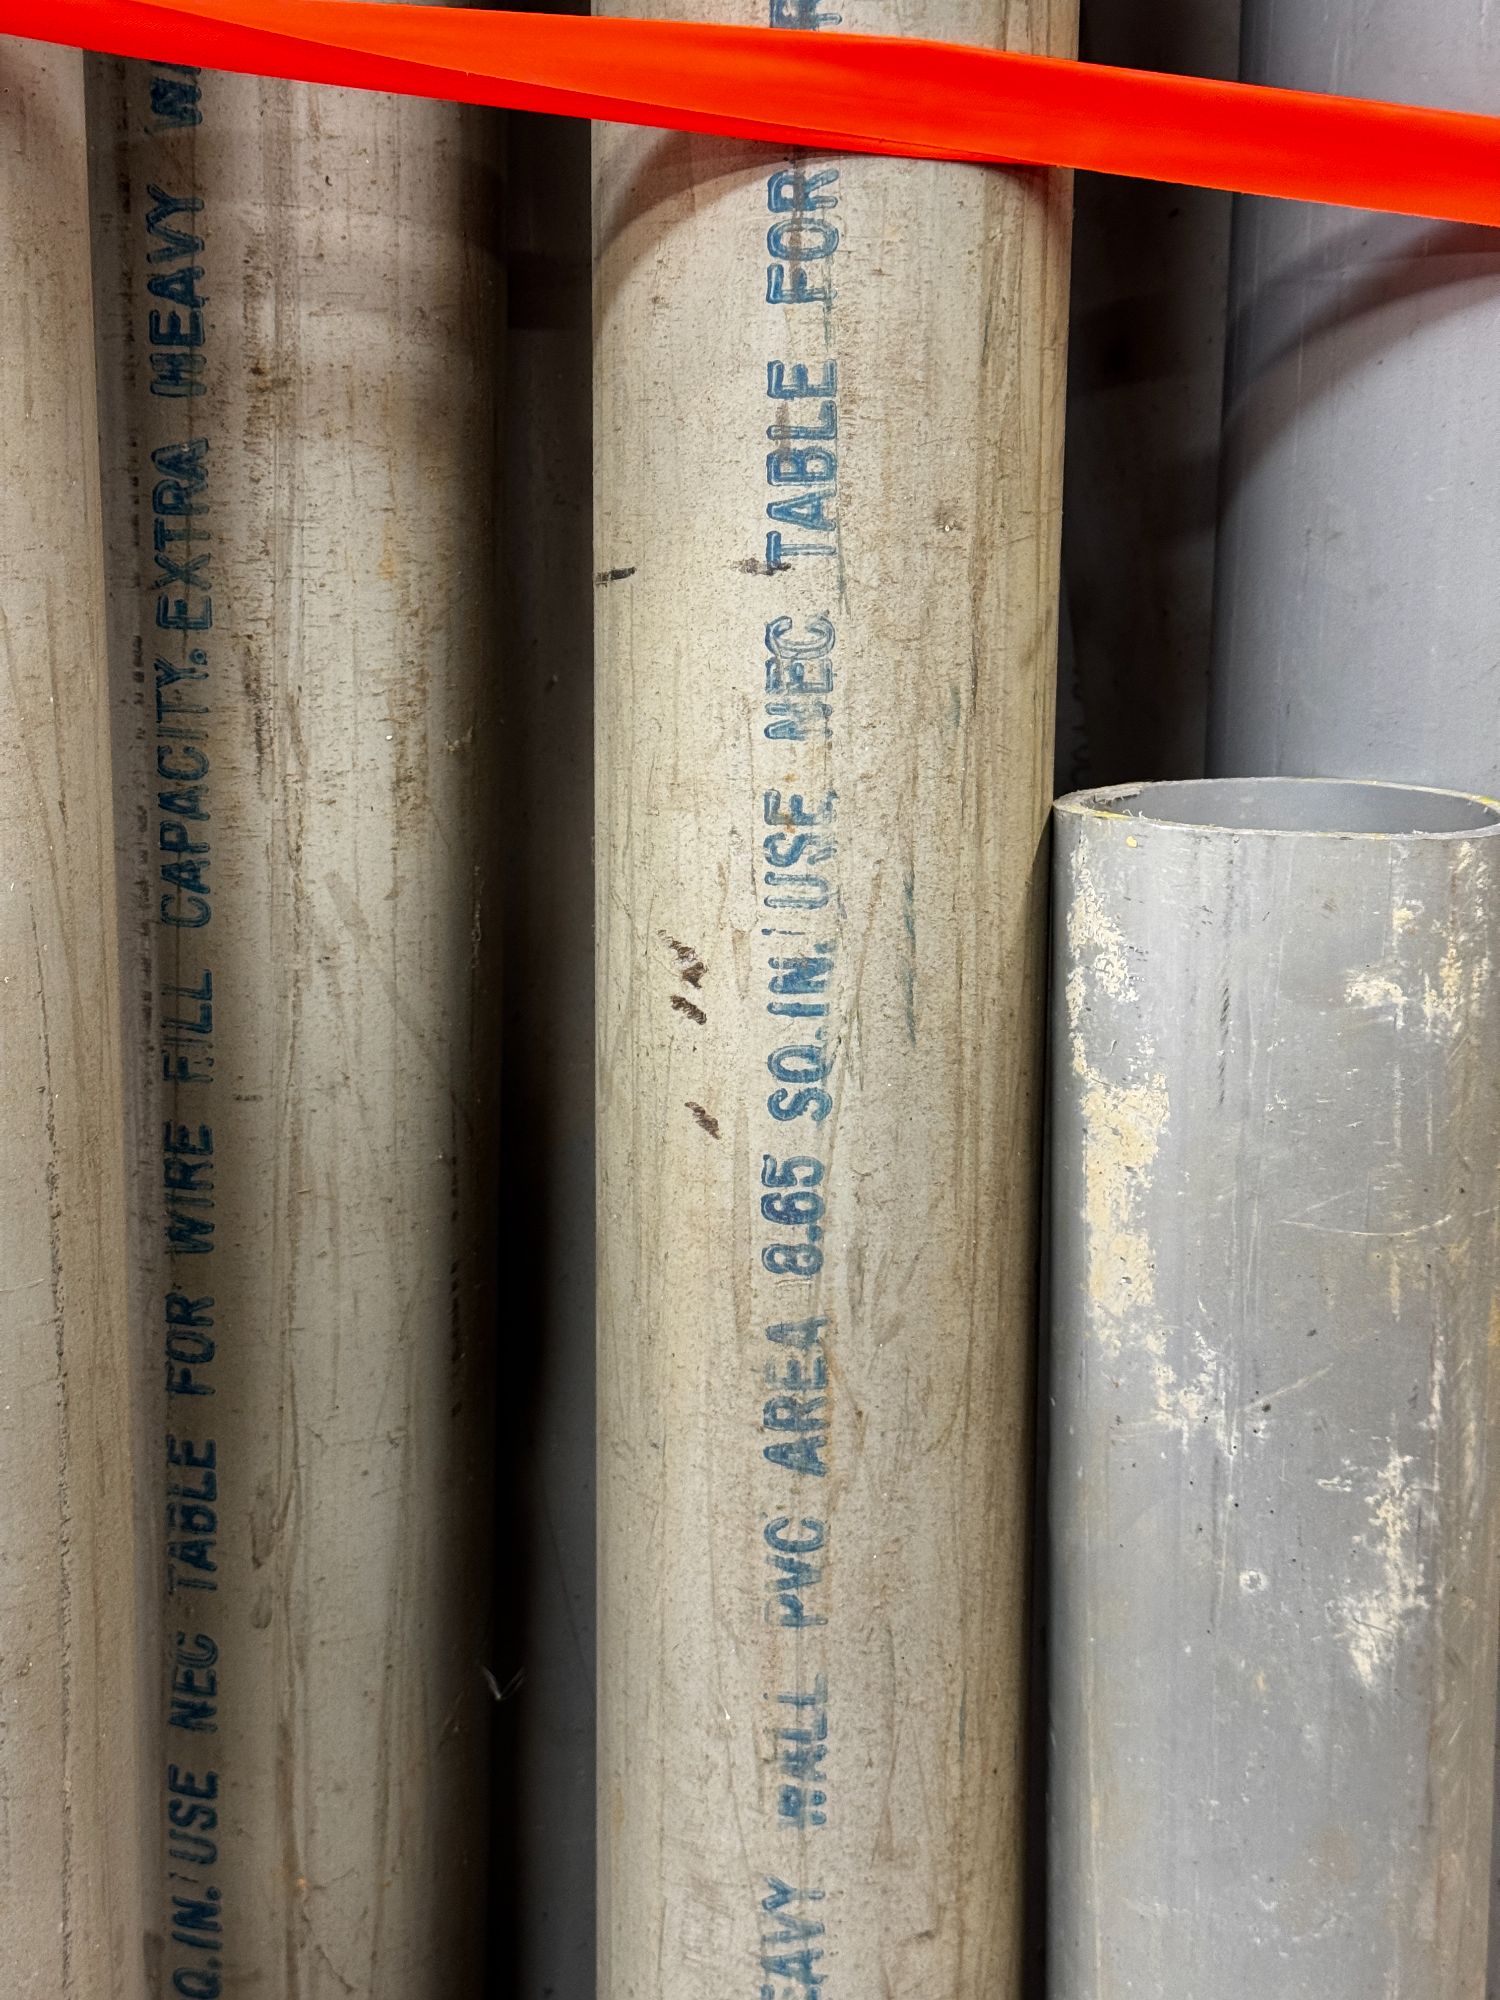 Q.IN. USE NEC TABLE FOR WIRE FILL CAPACITY. EXTRA HEAVY
EAVY WALL PVC AREA 8.65 SQ.IN. USE NEC TABLE FOR